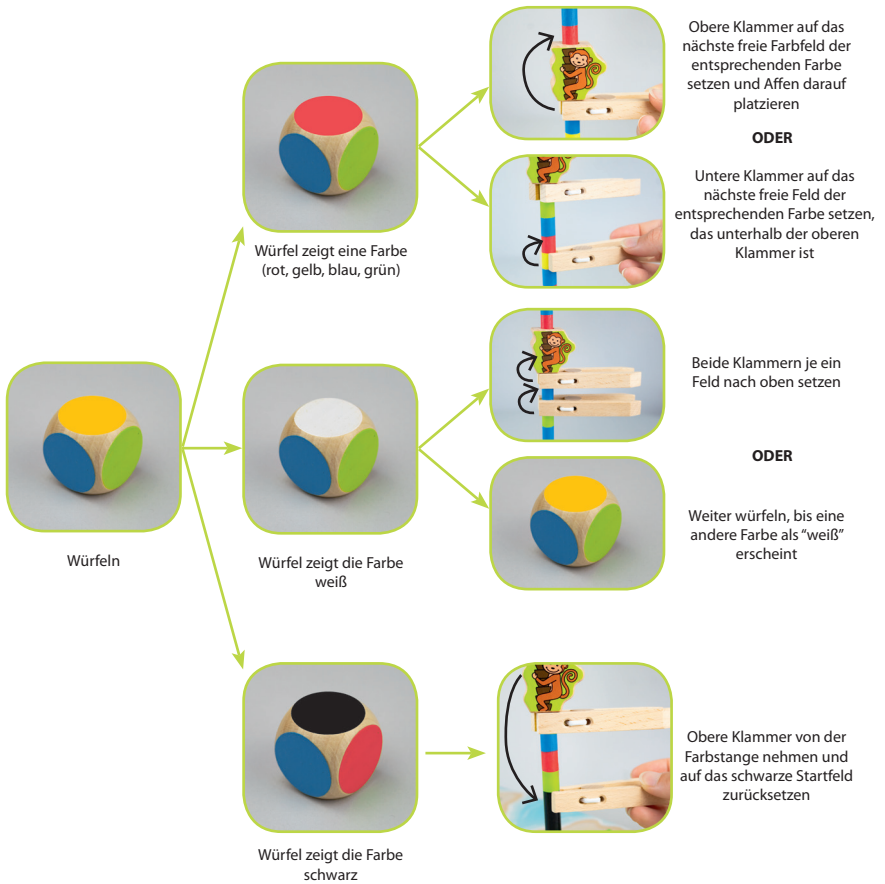 Obere Klammer auf das
nächste freie Farbfeld der
entsprechenden Farbe
setzen und Affen darauf
platzieren
ODER
Untere Klammer auf das
nächste freie Feld der
entsprechenden Farbe setzen,
das unterhalb der oberen
Klammer ist
Würfel zeigt eine Farbe
(rot, gelb, blau, grün)
Beide Klammern je ein
Feld nach oben setzen
ODER
Weiter würfeln, bis eine
andere Farbe als “weiß”
erscheint
Würfeln
Würfel zeigt die Farbe
weiß
Obere Klammer von der
Farbstange nehmen und
auf das schwarze Startfeld
zurücksetzen
Würfel zeigt die Farbe
schwarz